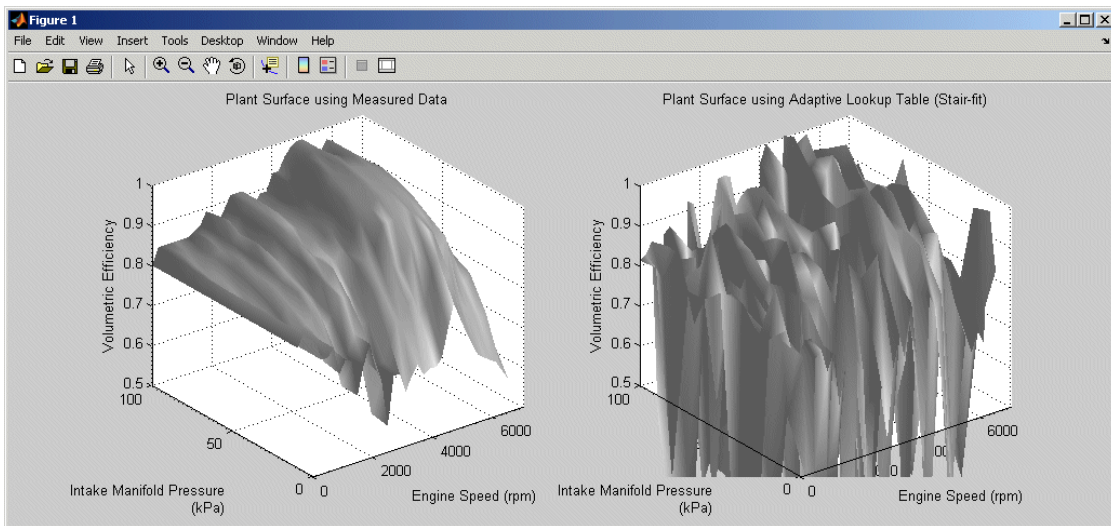 Figure 1
File Edit View Insert Tools Desktop Window Help
Plant Surface using Measured Data
1
0.9
0.8
0.7
0.6
0.5
Volumetric Efficiency
100
50
0
Intake Manifold Pressure
(kPa)
0
2000
4000
6000
Engine Speed (rpm)
Plant Surface using Adaptive Lookup Table (Stair-fit)
1
0.9
0.8
0.7
0.6
0.5
Volumetric Efficiency
100
0
Intake Manifold Pressure
(kPa)
0
6000
Engine Speed (rpm)